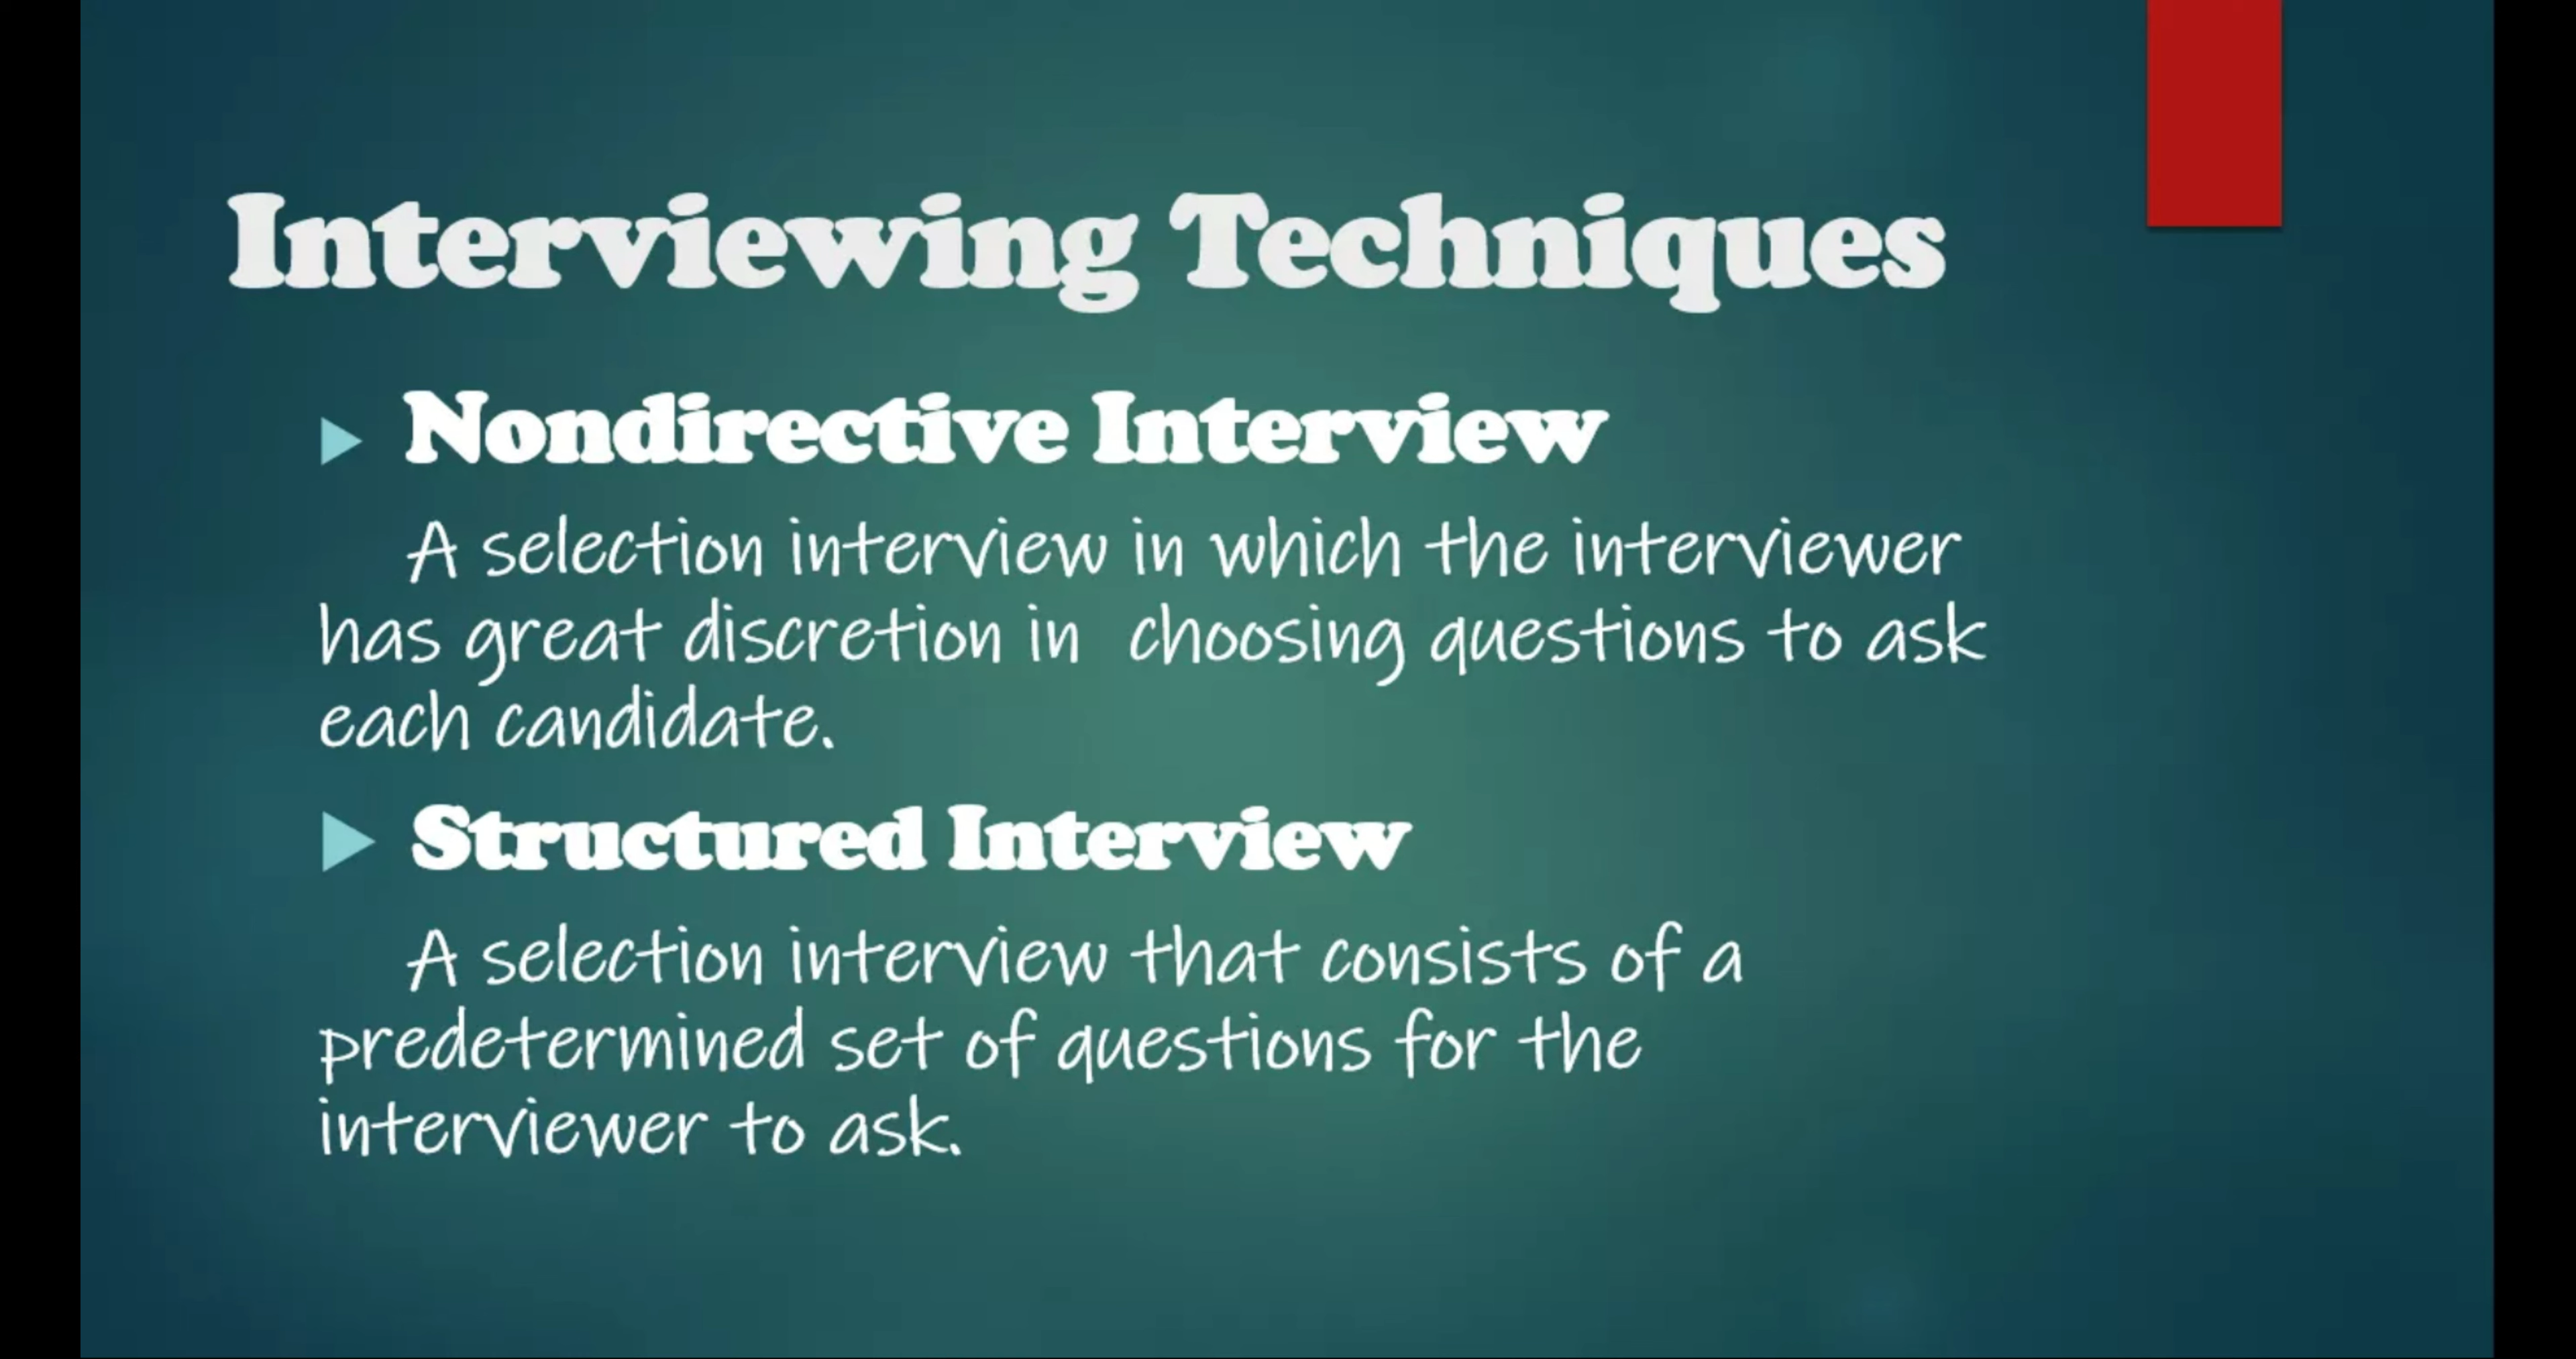 Interviewing Techniques
Nondirective Interview
A selection interview in which the interviewer
has great discretion in choosing questions to ask
each candidate.
Structured Interview
A selection interview that consists of a
predetermined set of questions for the
interviewer to ask.